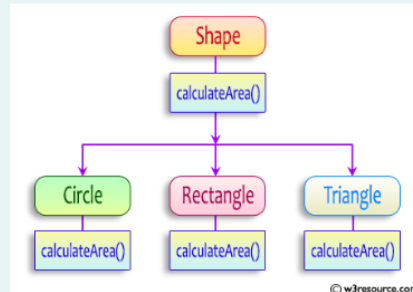 Shape
calculateArea()
Circle
Rectangle
Triangle
calculateArea()
calculateArea()
calculateArea()
© w3resource.com